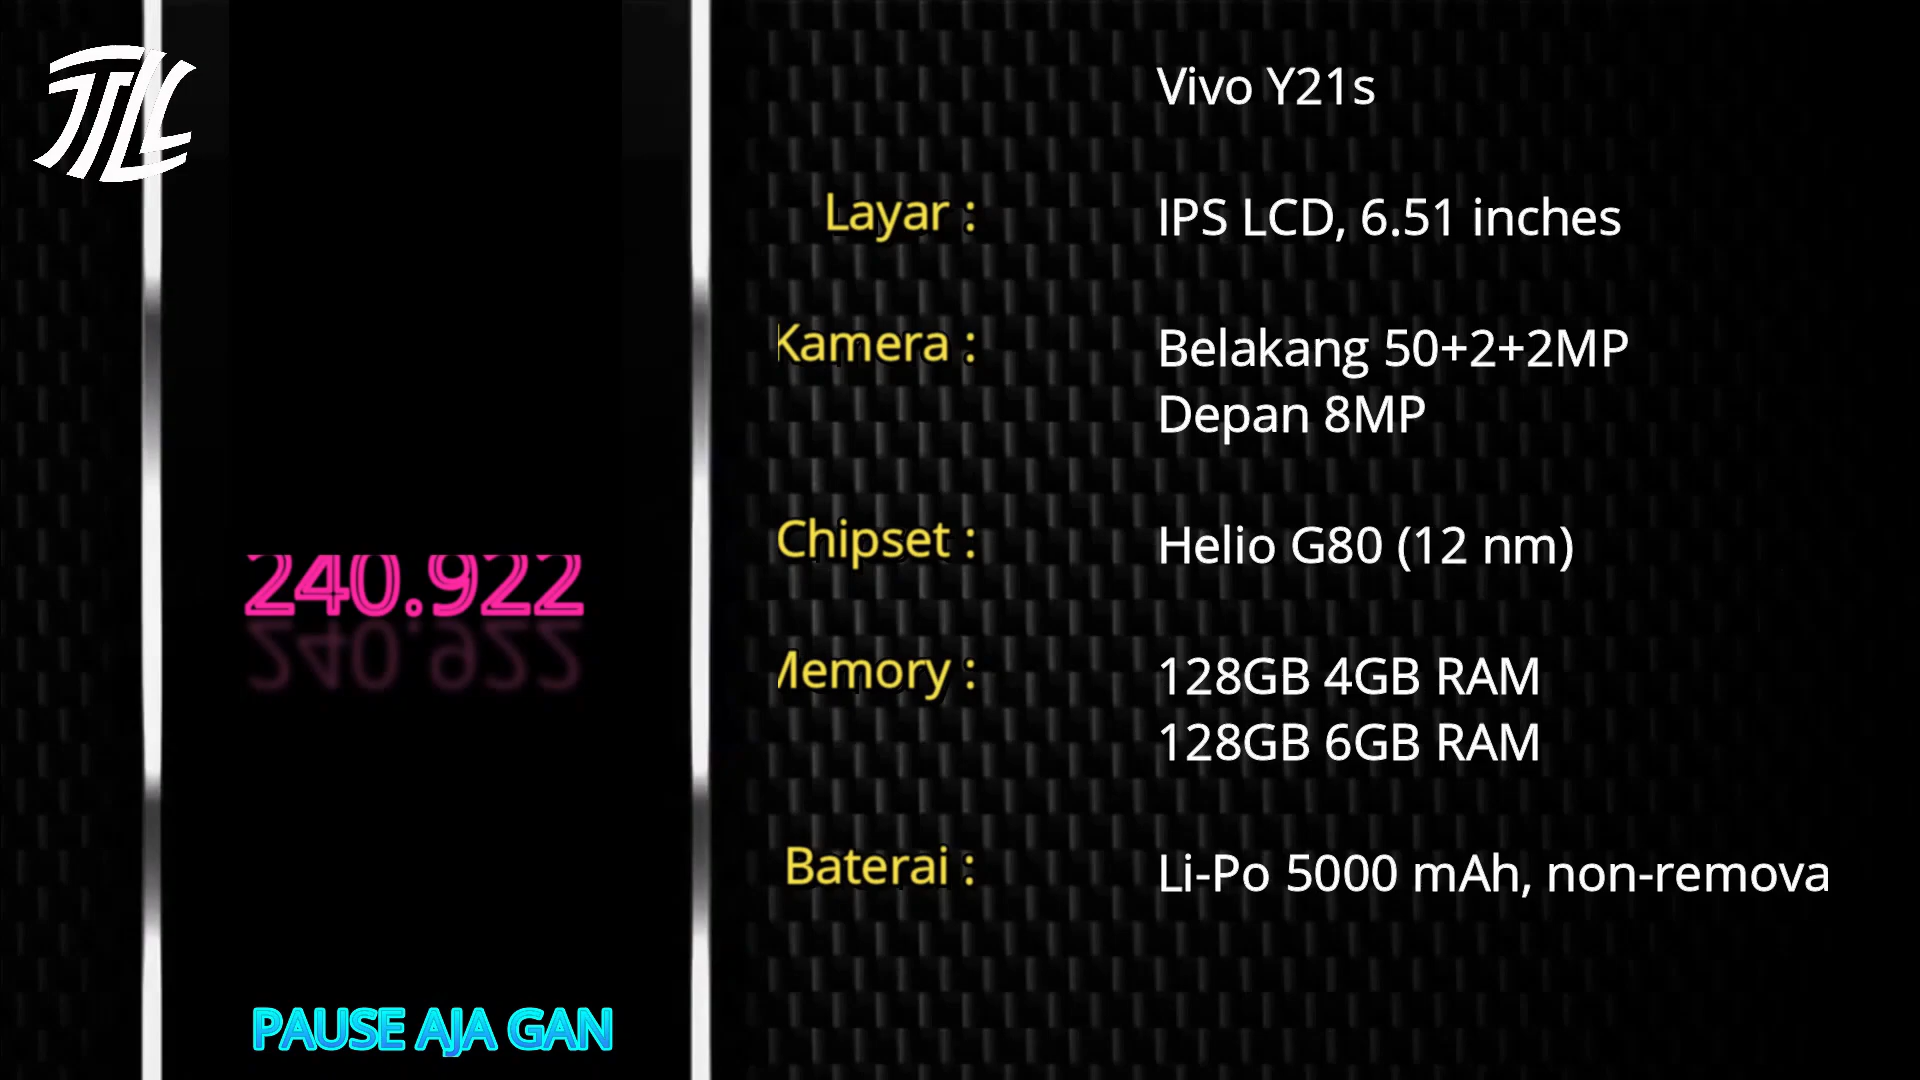 TLC
Vivo Y21s
Layar : IPS LCD, 6.51 inches
Kamera : Belakang 50+2+2MP
Depan 8MP
Chipset : Helio G80 (12 nm)
Memory : 128GB 4GB RAM
128GB 6GB RAM
Baterai : Li-Po 5000 mAh, non-remova
240.922
PAUSE AJA GAN